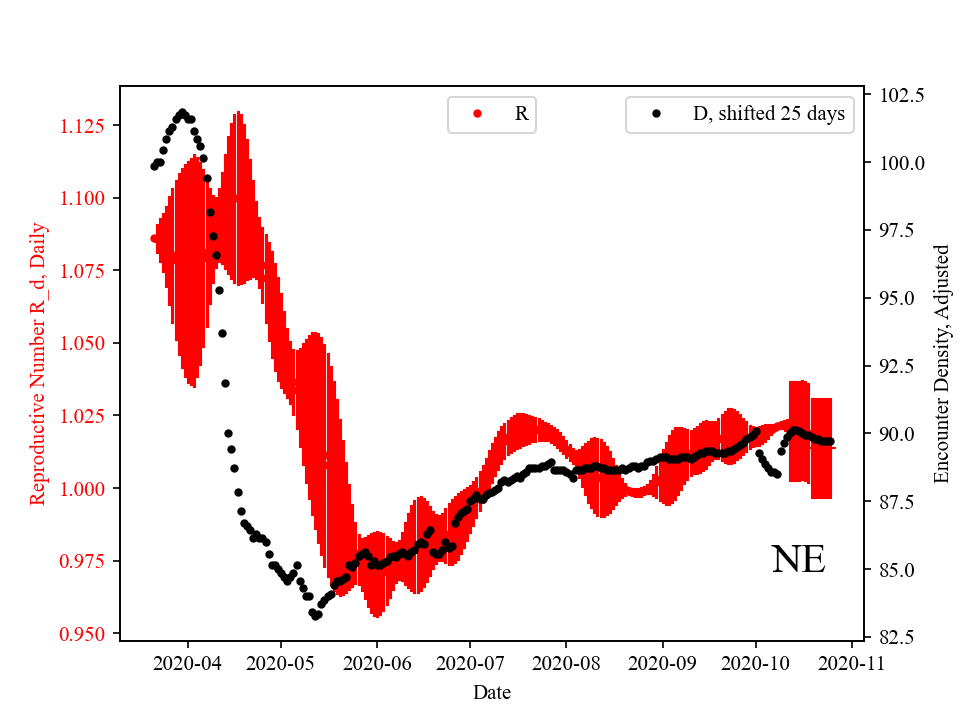 R
D, shifted 25 days
Reproductive Number R_d, Daily
1.125
1.100
1.075
1.050
1.025
1.000
0.975
0.950
102.5
100.0
97.5
95.0
92.5
90.0
87.5
85.0
82.5
Encounter Density, Adjusted
NE
2020-04 2020-05 2020-06 2020-07 2020-08 2020-09 2020-10 2020-11
Date